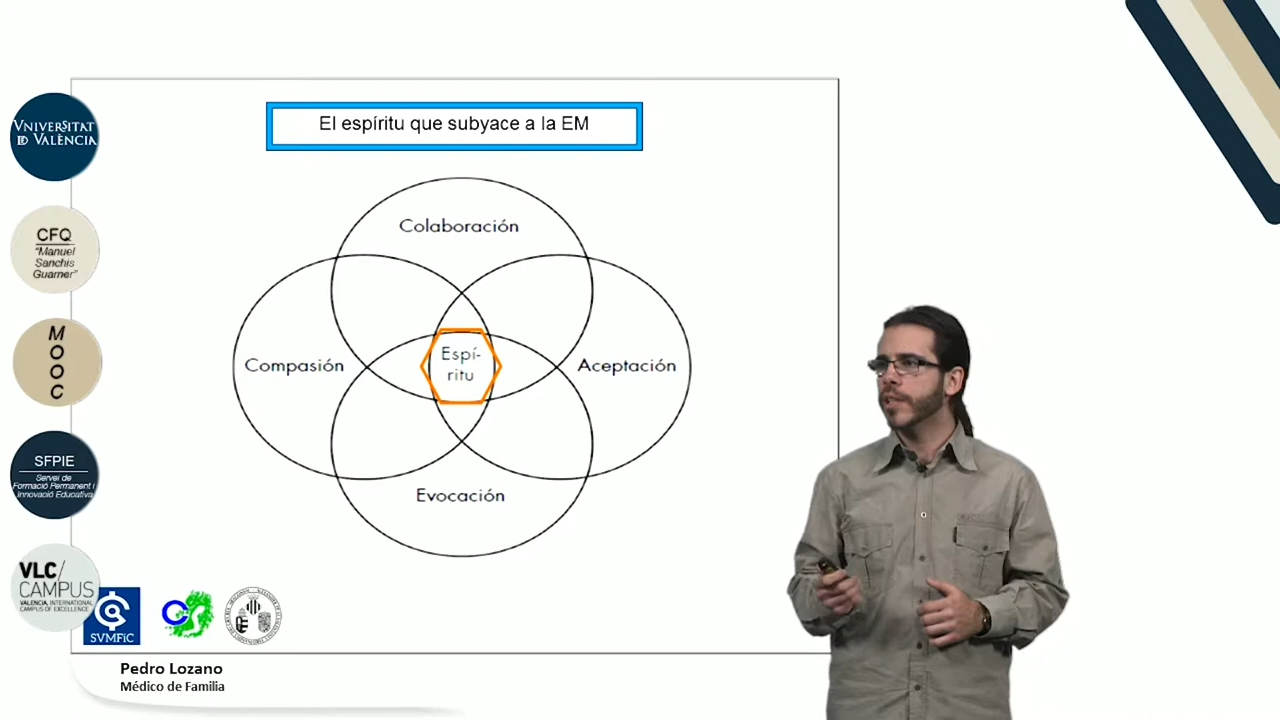 El espíritu que subyace a la EM
Colaboración
Compasión
Espí-
ritu
Aceptación
Evocación
VNIVERSITAT
ID VALÈNCIA
CFQ
"Manuel
Sanchis
Guarner"
M
O
O
C
SFPIE
Servei de
Formació Permanent i
Innovació Educativa
VLC/
CAMPUS
VALENCIA, INTERNATIONAL
CAMPUS OF EXCELLENCE
SVMFiC
Pedro Lozano
Médico de Familia